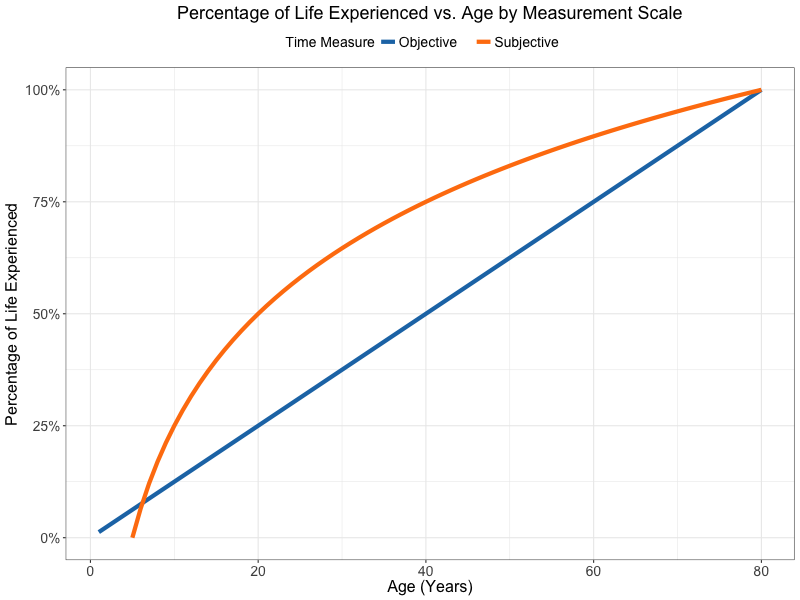 Percentage of Life Experienced vs. Age by Measurement Scale
Time Measure Objective Subjective
Percentage of Life Experienced
100%
75%
50%
25%
0%
0 20 40 60 80
Age (Years)